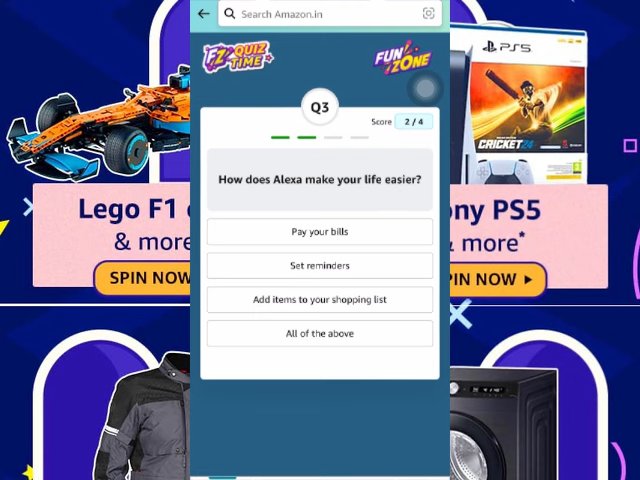 Search Amazon.in
FZ QUIZ
TIME
FUN
ZONE
Q3
Score 2 / 4
How does Alexa make your life easier?
Pay your bills
Set reminders
Add items to your shopping list
All of the above
Lego F1
& more
SPIN NOW
PS5
CRICKET 24
ony PS5
more*
PIN NOW